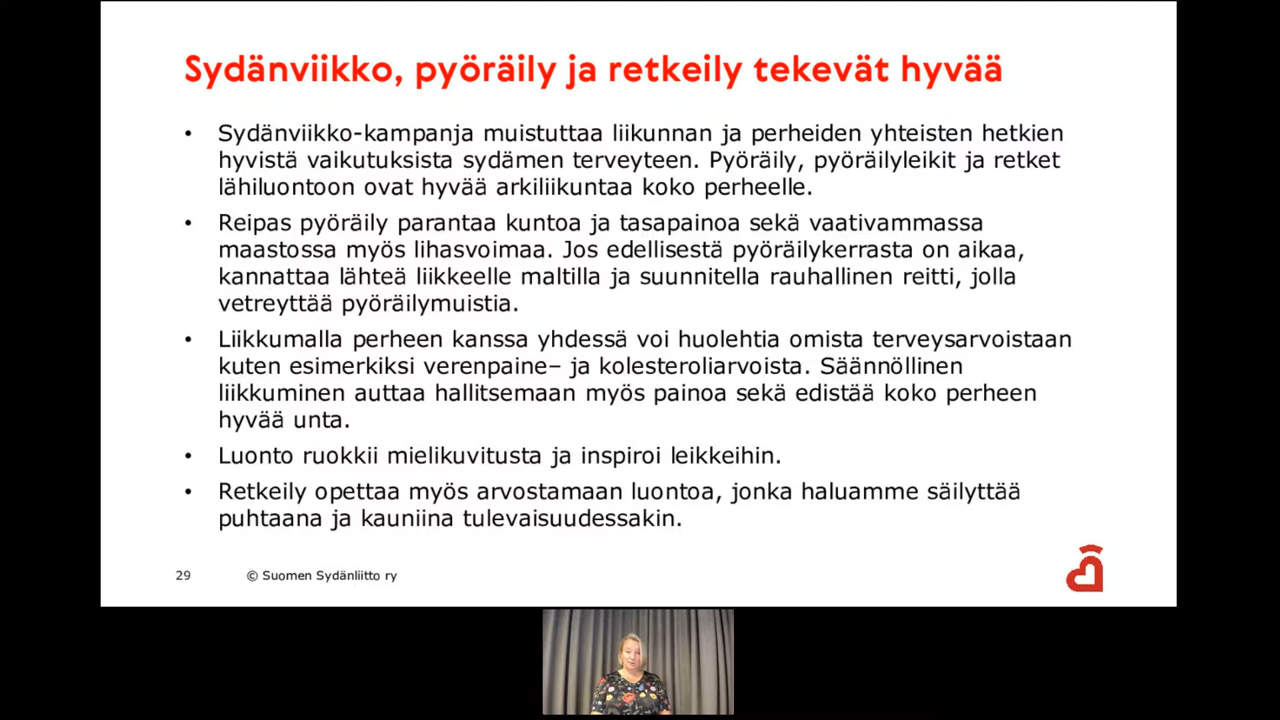 Sydänviikko, pyöräily ja retkeily tekevät hyvää
• Sydänviikko-kampanja muistuttaa liikunnan ja perheiden yhteisten hetkien
hyvistä vaikutuksista sydämen terveyteen. Pyöräily, pyöräilyleikit ja retket
lähiluontoon ovat hyvää arkiliikuntaa koko perheelle.
• Reipas pyöräily parantaa kuntoa ja tasapainoa sekä vaativammassa
maastossa myös lihasvoimaa. Jos edellisestä pyöräilykerrasta on aikaa,
kannattaa lähteä liikkeelle maltilla ja suunnitella rauhallinen reitti, jolla
vetreyttää pyöräilymuistia.
• Liikkumalla perheen kanssa yhdessä voi huolehtia omista terveysarvoistaan
kuten esimerkiksi verenpaine– ja kolesteroliarvoista. Säännöllinen
liikkuminen auttaa hallitsemaan myös painoa sekä edistää koko perheen
hyvää unta.
• Luonto ruokkii mielikuvitusta ja inspiroi leikkeihin.
• Retkeily opettaa myös arvostamaan luontoa, jonka haluamme säilyttää
puhtaana ja kauniina tulevaisuudessakin.
29 © Suomen Sydänliitto ry